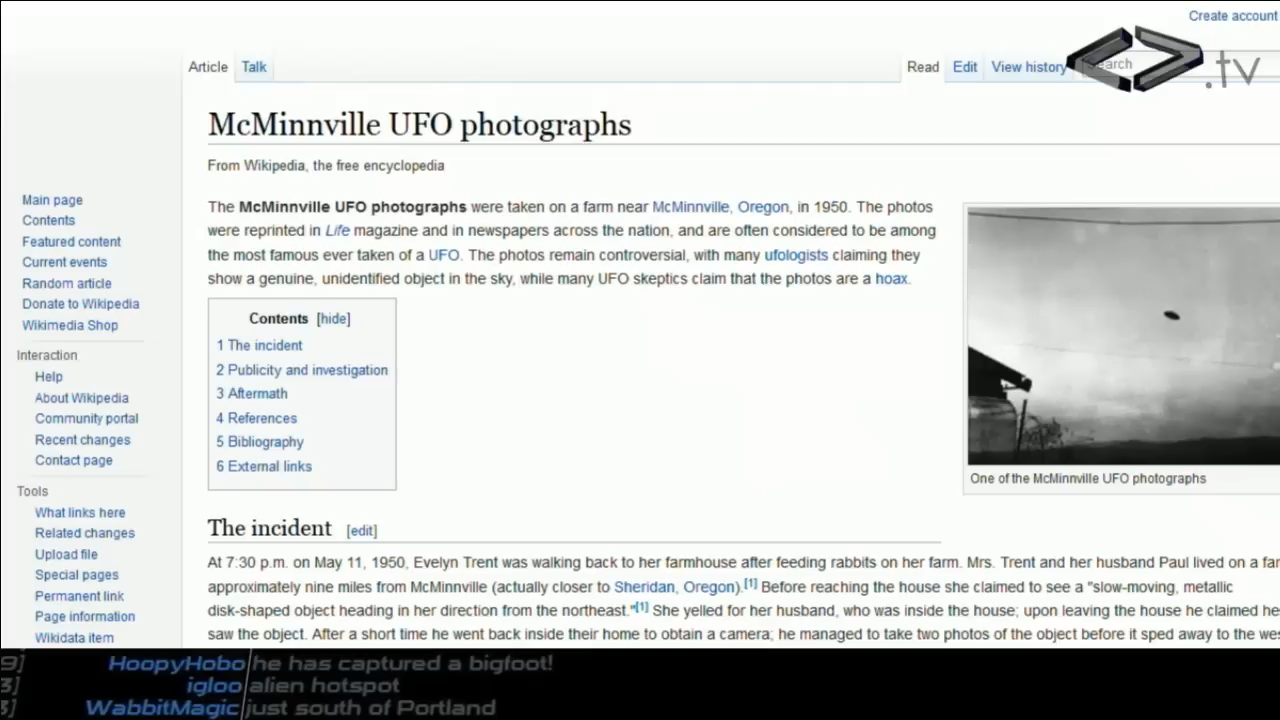 Create account
Article Talk Read Edit View history Search
.tv
McMinnville UFO photographs
From Wikipedia, the free encyclopedia
The McMinnville UFO photographs were taken on a farm near McMinnville, Oregon, in 1950. The photos
were reprinted in Life magazine and in newspapers across the nation, and are often considered to be among
the most famous ever taken of a UFO. The photos remain controversial, with many ufologists claiming they
show a genuine, unidentified object in the sky, while many UFO skeptics claim that the photos are a hoax.
Main page
Contents
Featured content
Current events
Random article
Donate to Wikipedia
Wikimedia Shop
Interaction
Help
About Wikipedia
Community portal
Recent changes
Contact page
Tools
What links here
Related changes
Upload file
Special pages
Permanent link
Page information
Wikidata item
Contents [hide]
1 The incident
2 Publicity and investigation
3 Aftermath
4 References
5 Bibliography
6 External links
One of the McMinnville UFO photographs
The incident [edit]
At 7:30 p.m. on May 11, 1950, Evelyn Trent was walking back to her farmhouse after feeding rabbits on her farm. Mrs. Trent and her husband Paul lived on a far
approximately nine miles from McMinnville (actually closer to Sheridan, Oregon).[1] Before reaching the house she claimed to see a "slow-moving, metallic
disk-shaped object heading in her direction from the northeast."[1] She yelled for her husband, who was inside the house; upon leaving the house he claimed he
saw the object. After a short time he went back inside their home to obtain a camera; he managed to take two photos of the object before it sped away to the wes
9] HoopyHobo he has captured a bigfoot!
3] igloo alien hotspot
3] WabbitMagic just south of Portland